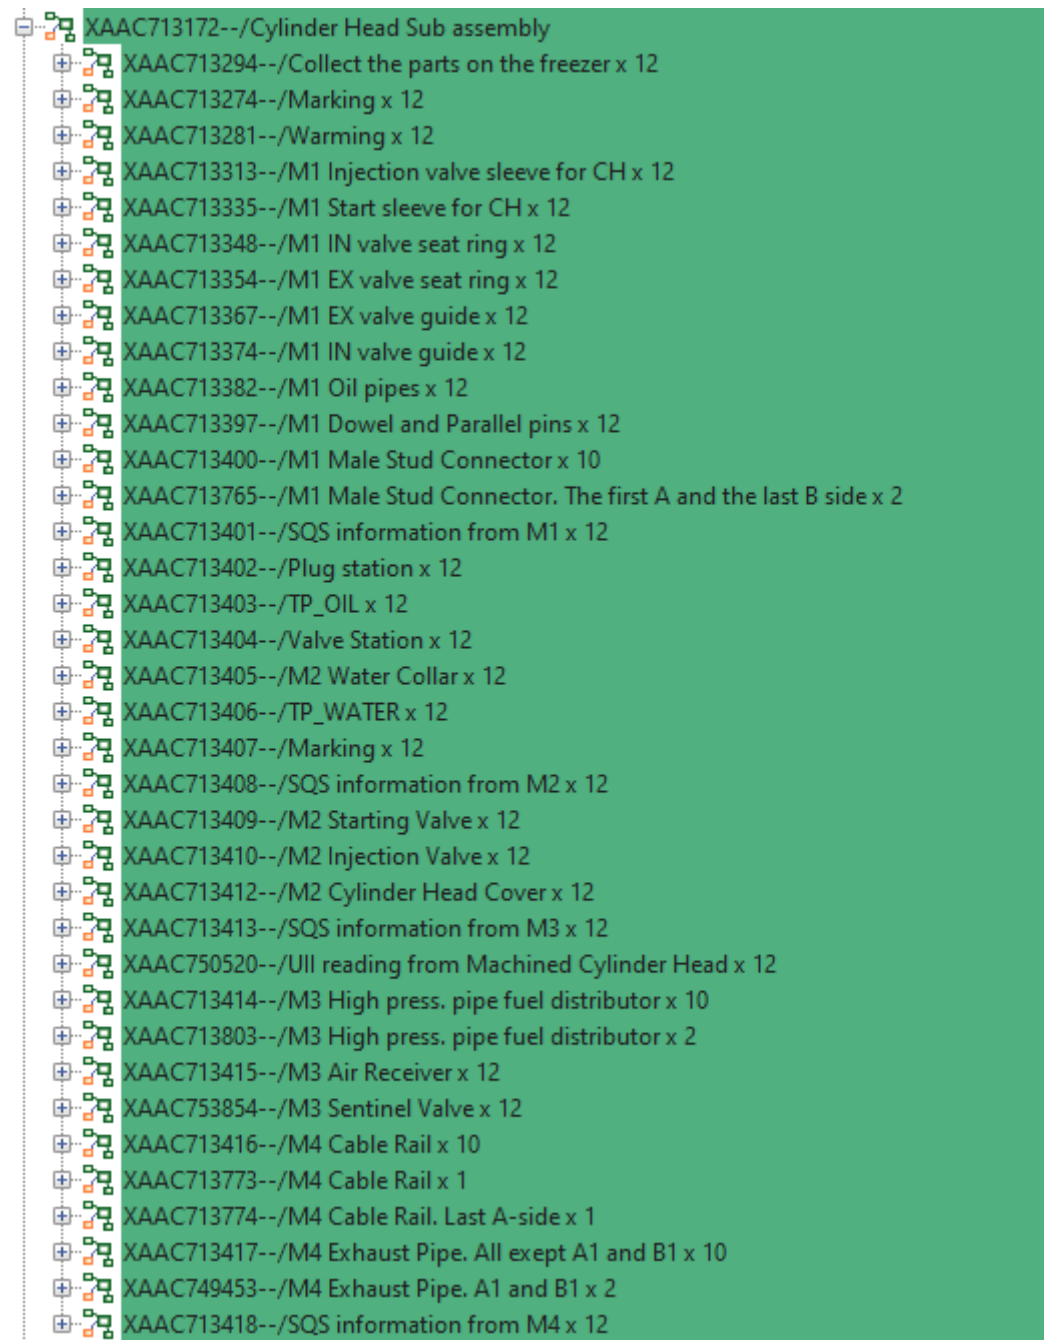 XAAC713172--/Cylinder Head Sub assembly
XAAC713294--/Collect the parts on the freezer x 12
XAAC713274--/Marking x 12
XAAC713281--/Warming x 12
XAAC713313--/M1 Injection valve sleeve for CH x 12
XAAC713335--/M1 Start sleeve for CH x 12
XAAC713348--/M1 IN valve seat ring x 12
XAAC713354--/M1 EX valve seat ring x 12
XAAC713367--/M1 EX valve guide x 12
XAAC713374--/M1 IN valve guide x 12
XAAC713382--/M1 Oil pipes x 12
XAAC713397--/M1 Dowel and Parallel pins x 12
XAAC713400--/M1 Male Stud Connector x 10
XAAC713765--/M1 Male Stud Connector. The first A and the last B side x 2
XAAC713401--/SQS information from M1 x 12
XAAC713402--/Plug station x 12
XAAC713403--/TP_OIL x 12
XAAC713404--/Valve Station x 12
XAAC713405--/M2 Water Collar x 12
XAAC713406--/TP_WATER x 12
XAAC713407--/Marking x 12
XAAC713408--/SQS information from M2 x 12
XAAC713409--/M2 Starting Valve x 12
XAAC713410--/M2 Injection Valve x 12
XAAC713412--/M2 Cylinder Head Cover x 12
XAAC713413--/SQS information from M3 x 12
XAAC750520--/UII reading from Machined Cylinder Head x 12
XAAC713414--/M3 High press. pipe fuel distributor x 10
XAAC713803--/M3 High press. pipe fuel distributor x 2
XAAC713415--/M3 Air Receiver x 12
XAAC753854--/M3 Sentinel Valve x 12
XAAC713416--/M4 Cable Rail x 10
XAAC713773--/M4 Cable Rail x 1
XAAC713774--/M4 Cable Rail. Last A-side x 1
XAAC713417--/M4 Exhaust Pipe. All exept A1 and B1 x 10
XAAC749453--/M4 Exhaust Pipe. A1 and B1 x 2
XAAC713418--/SQS information from M4 x 12